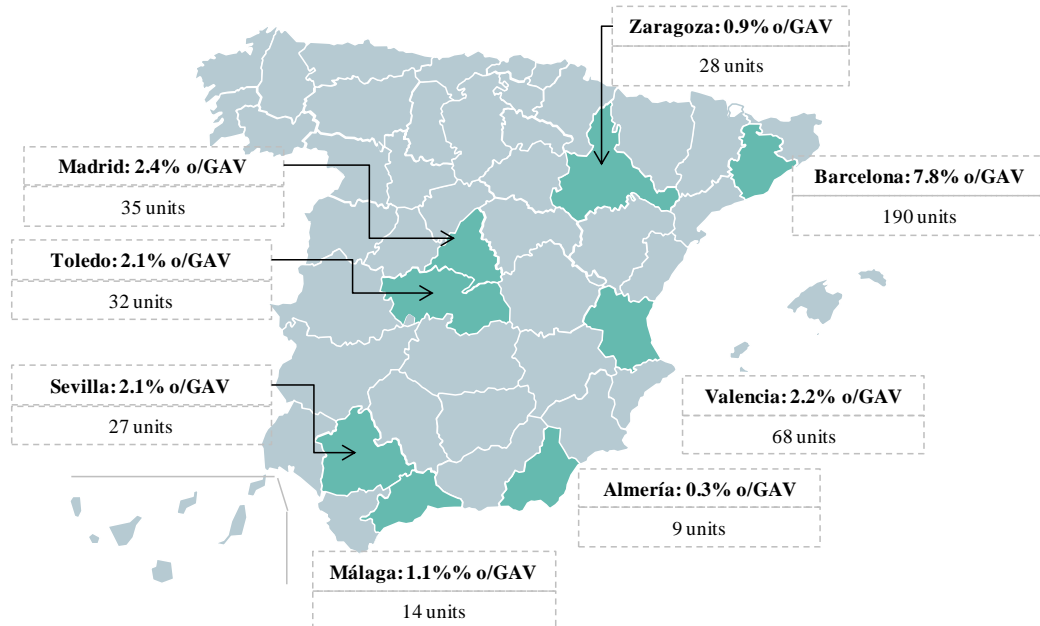 Zaragoza: 0.9% o/GAV
28 units
Madrid: 2.4% o/GAV
35 units
Barcelona: 7.8% o/GAV
190 units
Toledo: 2.1% o/GAV
32 units
Sevilla: 2.1% o/GAV
27 units
Valencia: 2.2% o/GAV
68 units
Almería: 0.3% o/GAV
9 units
Málaga: 1.1%% o/GAV
14 units